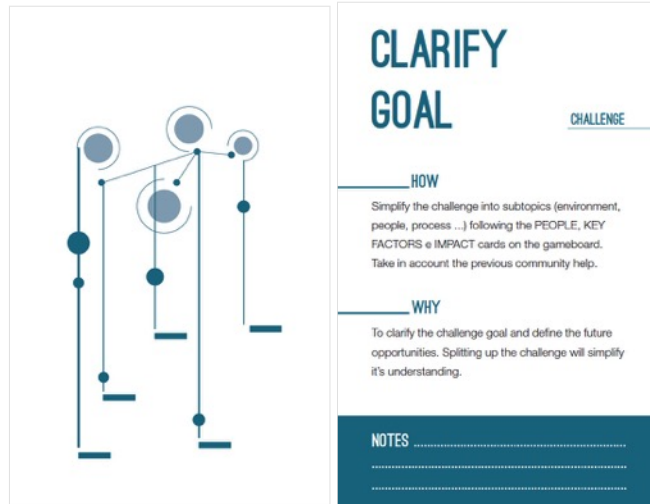 CLARIFY
GOAL
CHALLENGE
HOW
Simplify the challenge into subtopics (environment,
people, process ...) following the PEOPLE, KEY
FACTORS e IMPACT cards on the gameboard.
Take in account the previous community help.
WHY
To clarify the challenge goal and define the future
opportunities. Splitting up the challenge will simplify
it's understanding.
NOTES